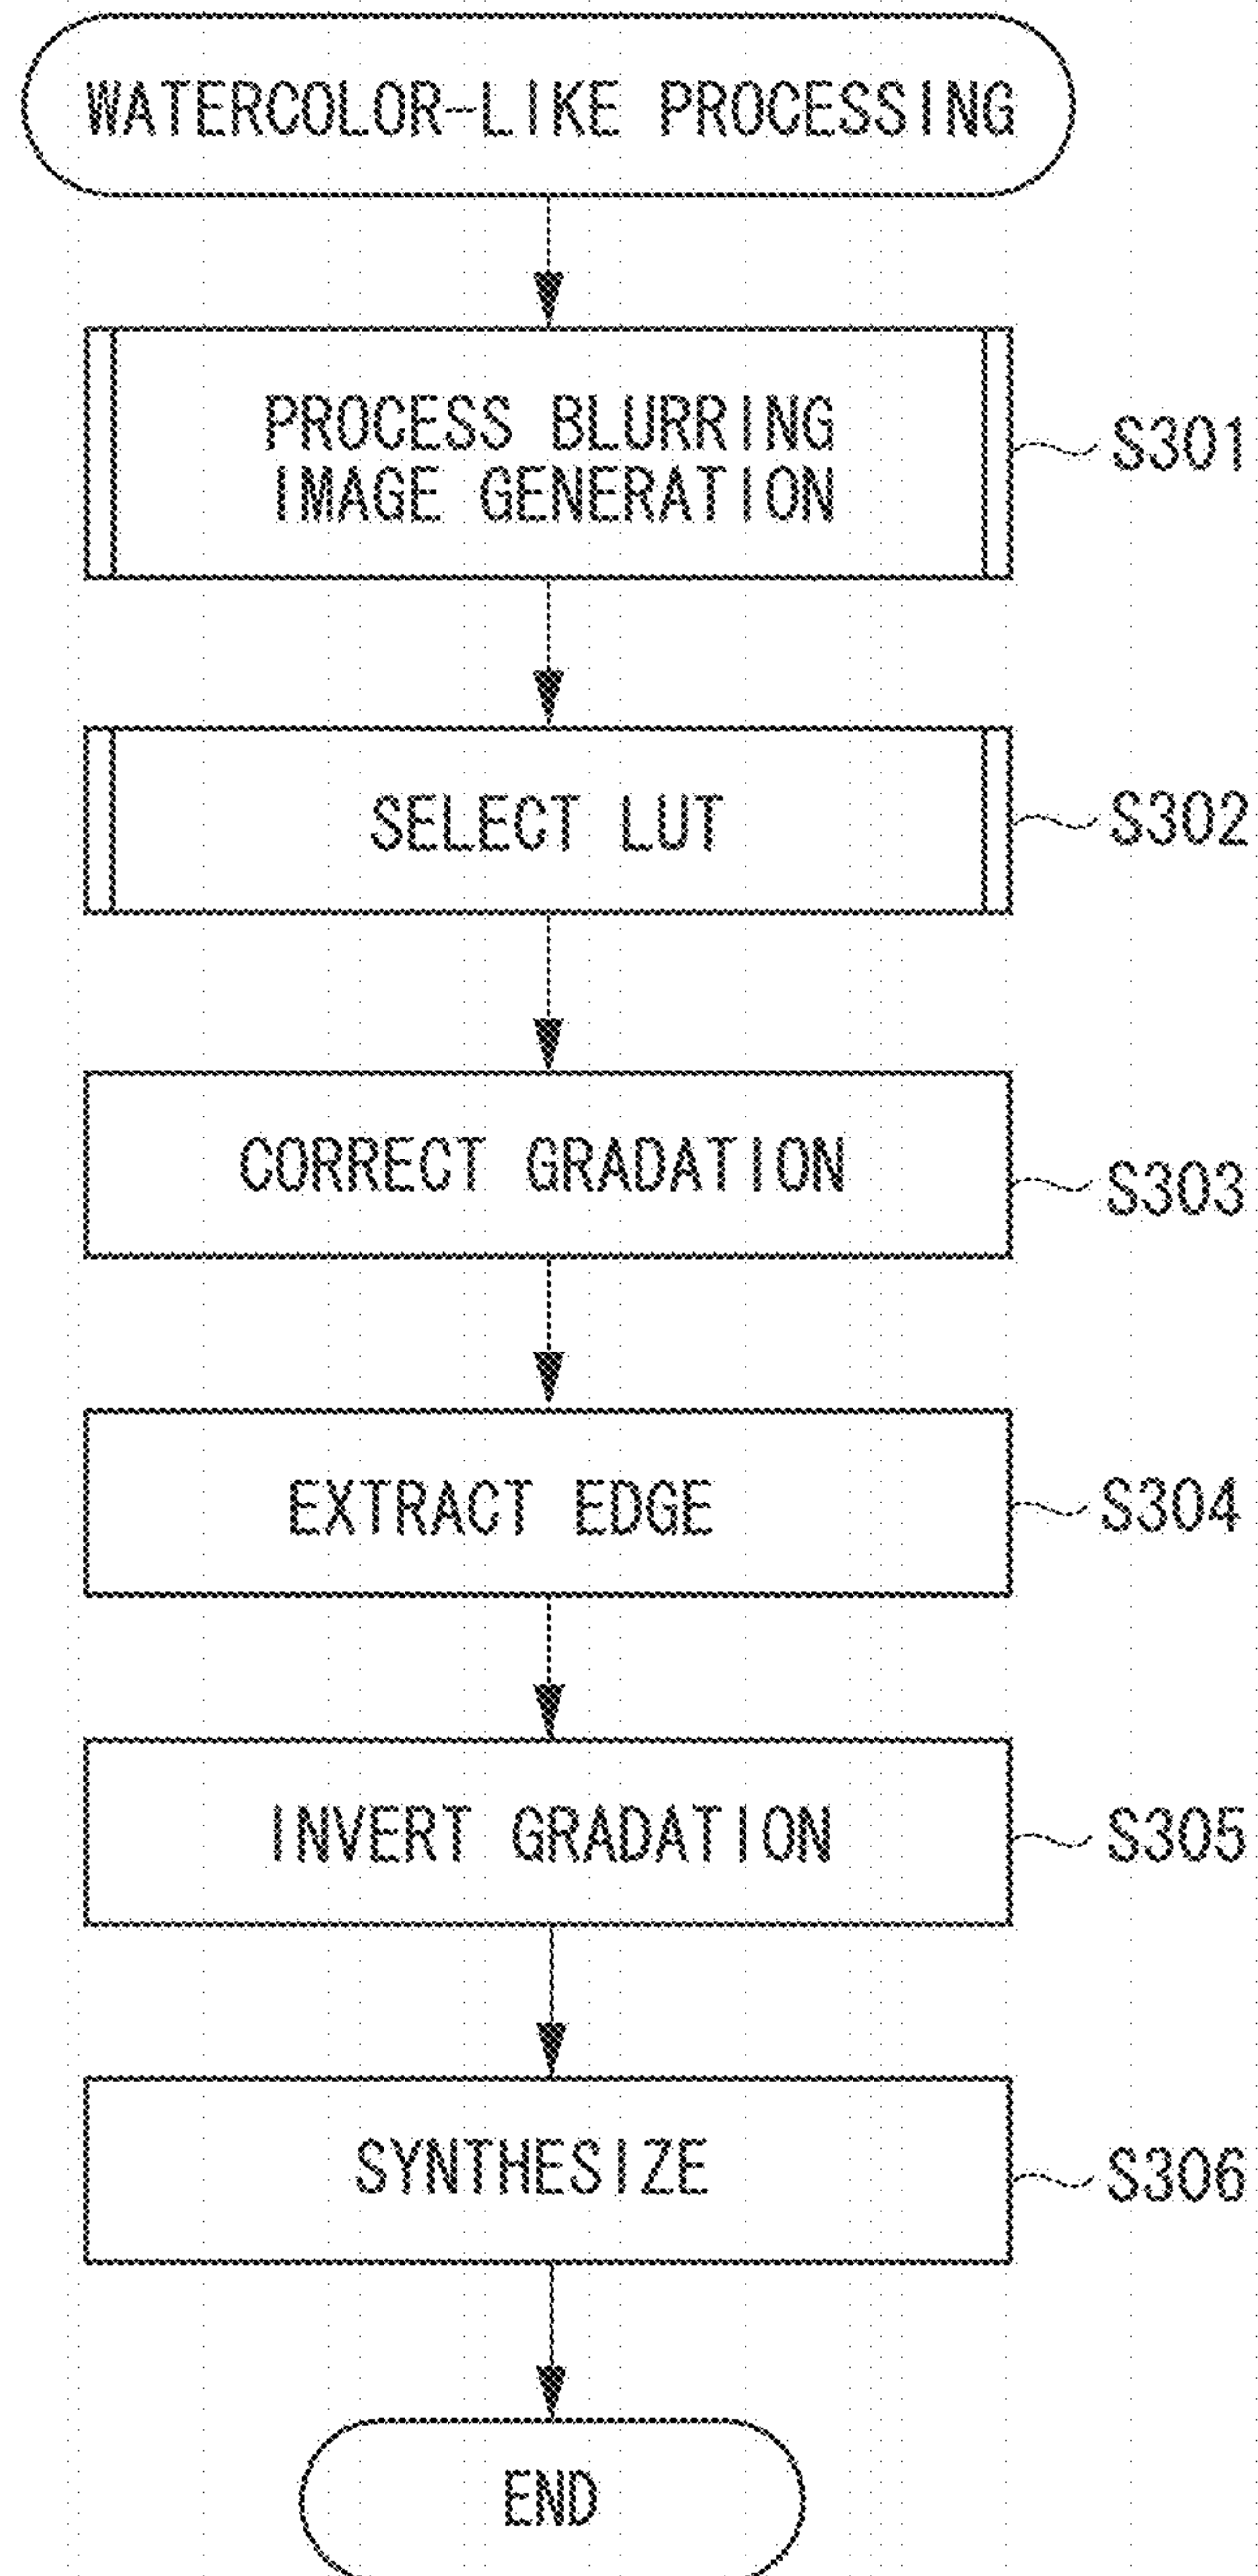 WATERCOLOR-LIKE PROCESSING
PROCESS BLURRING
IMAGE GENERATION
S301
SELECT LUT
S302
CORRECT GRADATION
S303
EXTRACT EDGE
S304
INVERT GRADATION
S305
SYNTHESIZE
S306
END